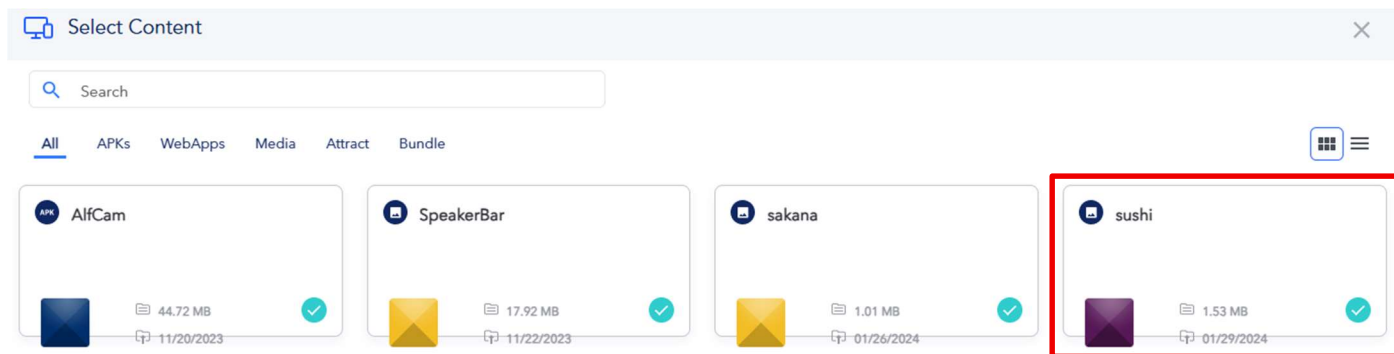 Select Content
Search
All APKs WebApps Media Attract Bundle
APK AlfCam
44.72 MB
11/20/2023
SpeakerBar
17.92 MB
11/22/2023
sakana
1.01 MB
01/26/2024
sushi
1.53 MB
01/29/2024